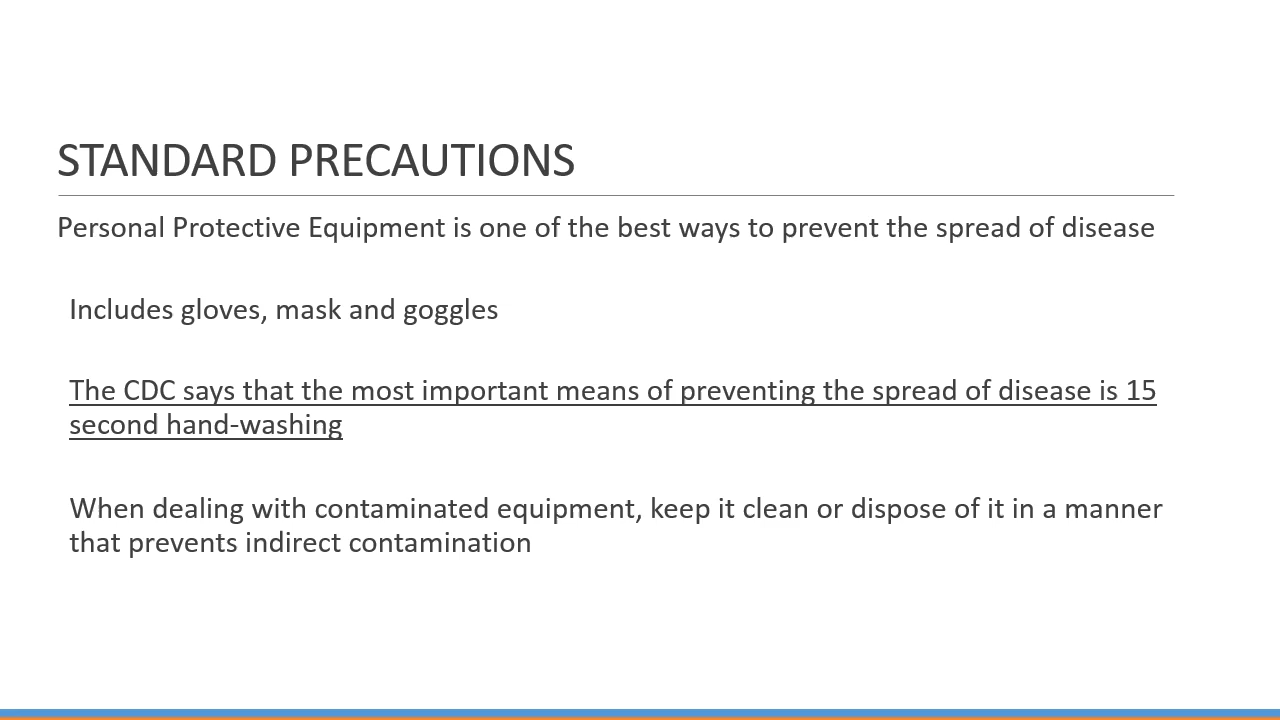 STANDARD PRECAUTIONS
Personal Protective Equipment is one of the best ways to prevent the spread of disease
Includes gloves, mask and goggles
The CDC says that the most important means of preventing the spread of disease is 15
second hand-washing
When dealing with contaminated equipment, keep it clean or dispose of it in a manner
that prevents indirect contamination